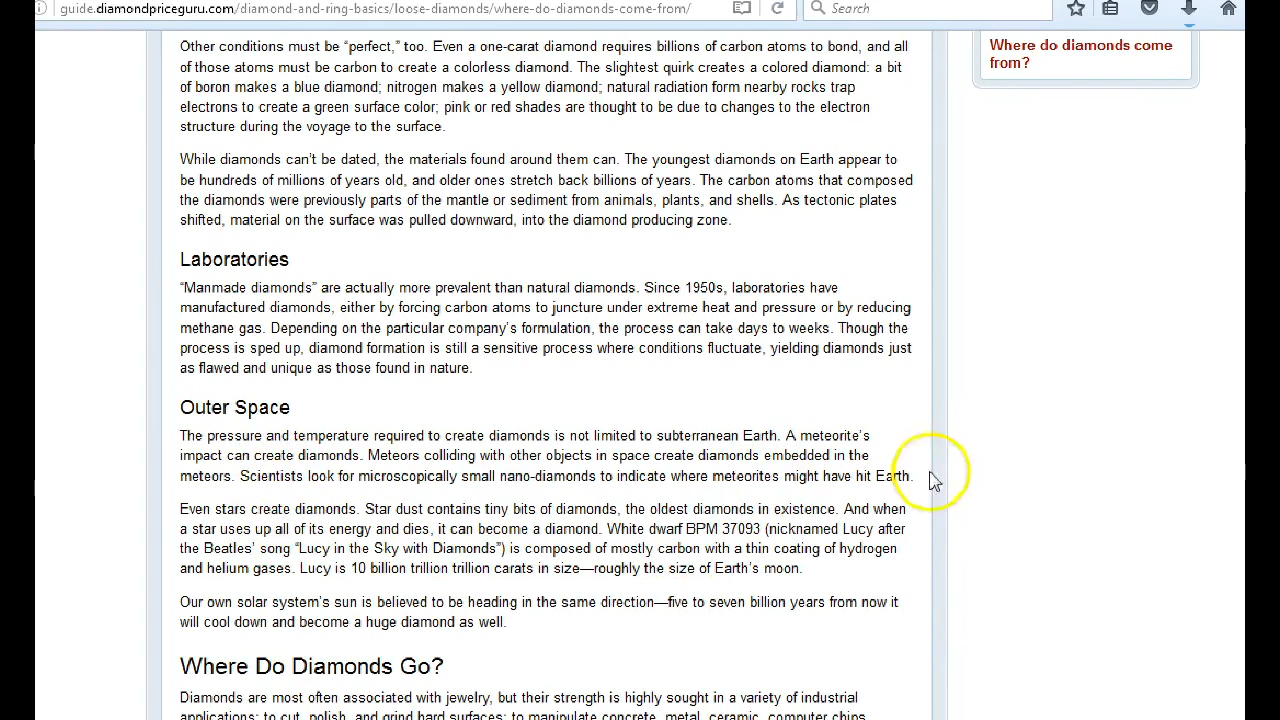 guide.diamondpriceguru.com/diamond-and-ring-basics/loose-diamonds/where-do-diamonds-come-from/
Search
Where do diamonds come
from?
Other conditions must be “perfect,” too. Even a one-carat diamond requires billions of carbon atoms to bond, and all
of those atoms must be carbon to create a colorless diamond. The slightest quirk creates a colored diamond: a bit
of boron makes a blue diamond; nitrogen makes a yellow diamond; natural radiation form nearby rocks trap
electrons to create a green surface color; pink or red shades are thought to be due to changes to the electron
structure during the voyage to the surface.
While diamonds can’t be dated, the materials found around them can. The youngest diamonds on Earth appear to
be hundreds of millions of years old, and older ones stretch back billions of years. The carbon atoms that composed
the diamonds were previously parts of the mantle or sediment from animals, plants, and shells. As tectonic plates
shifted, material on the surface was pulled downward, into the diamond producing zone.
Laboratories
“Manmade diamonds” are actually more prevalent than natural diamonds. Since 1950s, laboratories have
manufactured diamonds, either by forcing carbon atoms to juncture under extreme heat and pressure or by reducing
methane gas. Depending on the particular company’s formulation, the process can take days to weeks. Though the
process is sped up, diamond formation is still a sensitive process where conditions fluctuate, yielding diamonds just
as flawed and unique as those found in nature.
Outer Space
The pressure and temperature required to create diamonds is not limited to subterranean Earth. A meteorite’s
impact can create diamonds. Meteors colliding with other objects in space create diamonds embedded in the
meteors. Scientists look for microscopically small nano-diamonds to indicate where meteorites might have hit Earth.
Even stars create diamonds. Star dust contains tiny bits of diamonds, the oldest diamonds in existence. And when
a star uses up all of its energy and dies, it can become a diamond. White dwarf BPM 37093 (nicknamed Lucy after
the Beatles’ song “Lucy in the Sky with Diamonds”) is composed of mostly carbon with a thin coating of hydrogen
and helium gases. Lucy is 10 billion trillion trillion carats in size—roughly the size of Earth’s moon.
Our own solar system’s sun is believed to be heading in the same direction—five to seven billion years from now it
will cool down and become a huge diamond as well.
Where Do Diamonds Go?
Diamonds are most often associated with jewelry, but their strength is highly sought in a variety of industrial
applications: to cut, polish, and grind hard surfaces; to manipulate concrete, metal, ceramic, computer chips